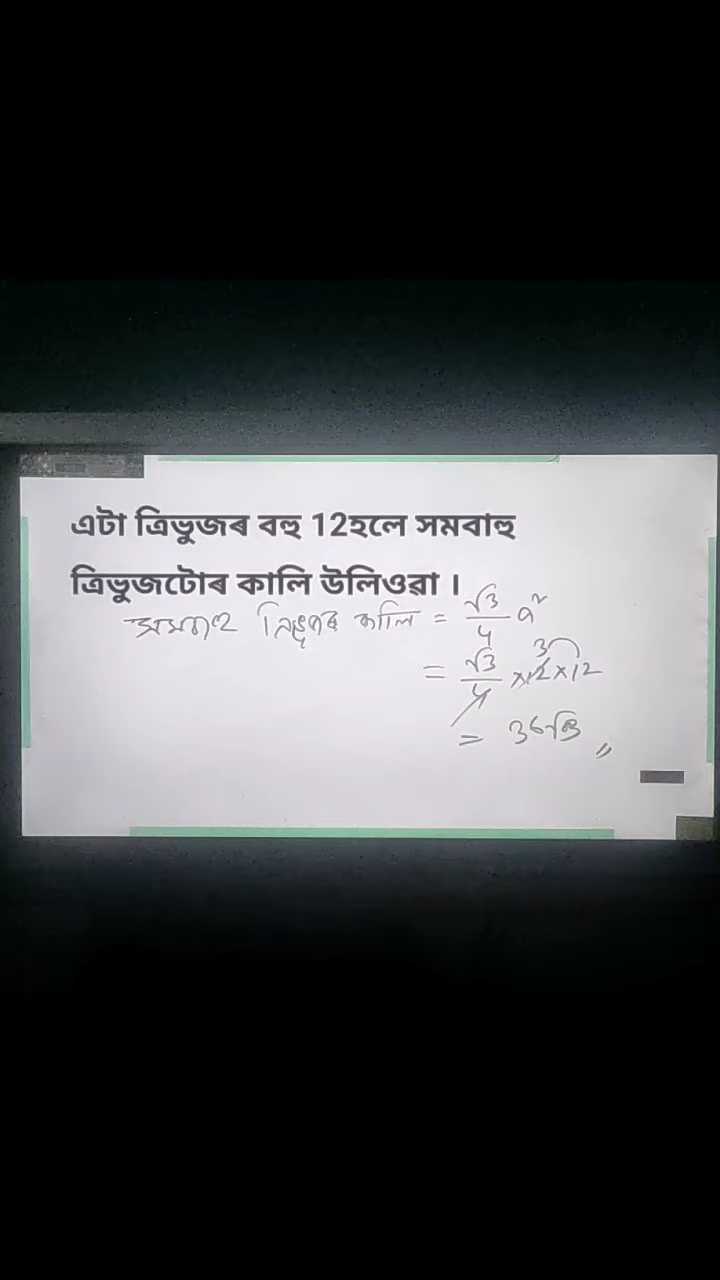 এটা ত্ৰিভুজৰ বহু 12হলে সমবাহু
ত্ৰিভুজটোৰ কালি উলিওৱা ।
সমবাহু ত্ৰিভুজৰ কালি = √3/4 a²
= √3/4 × 12 × 12 3
= 36√3 〃